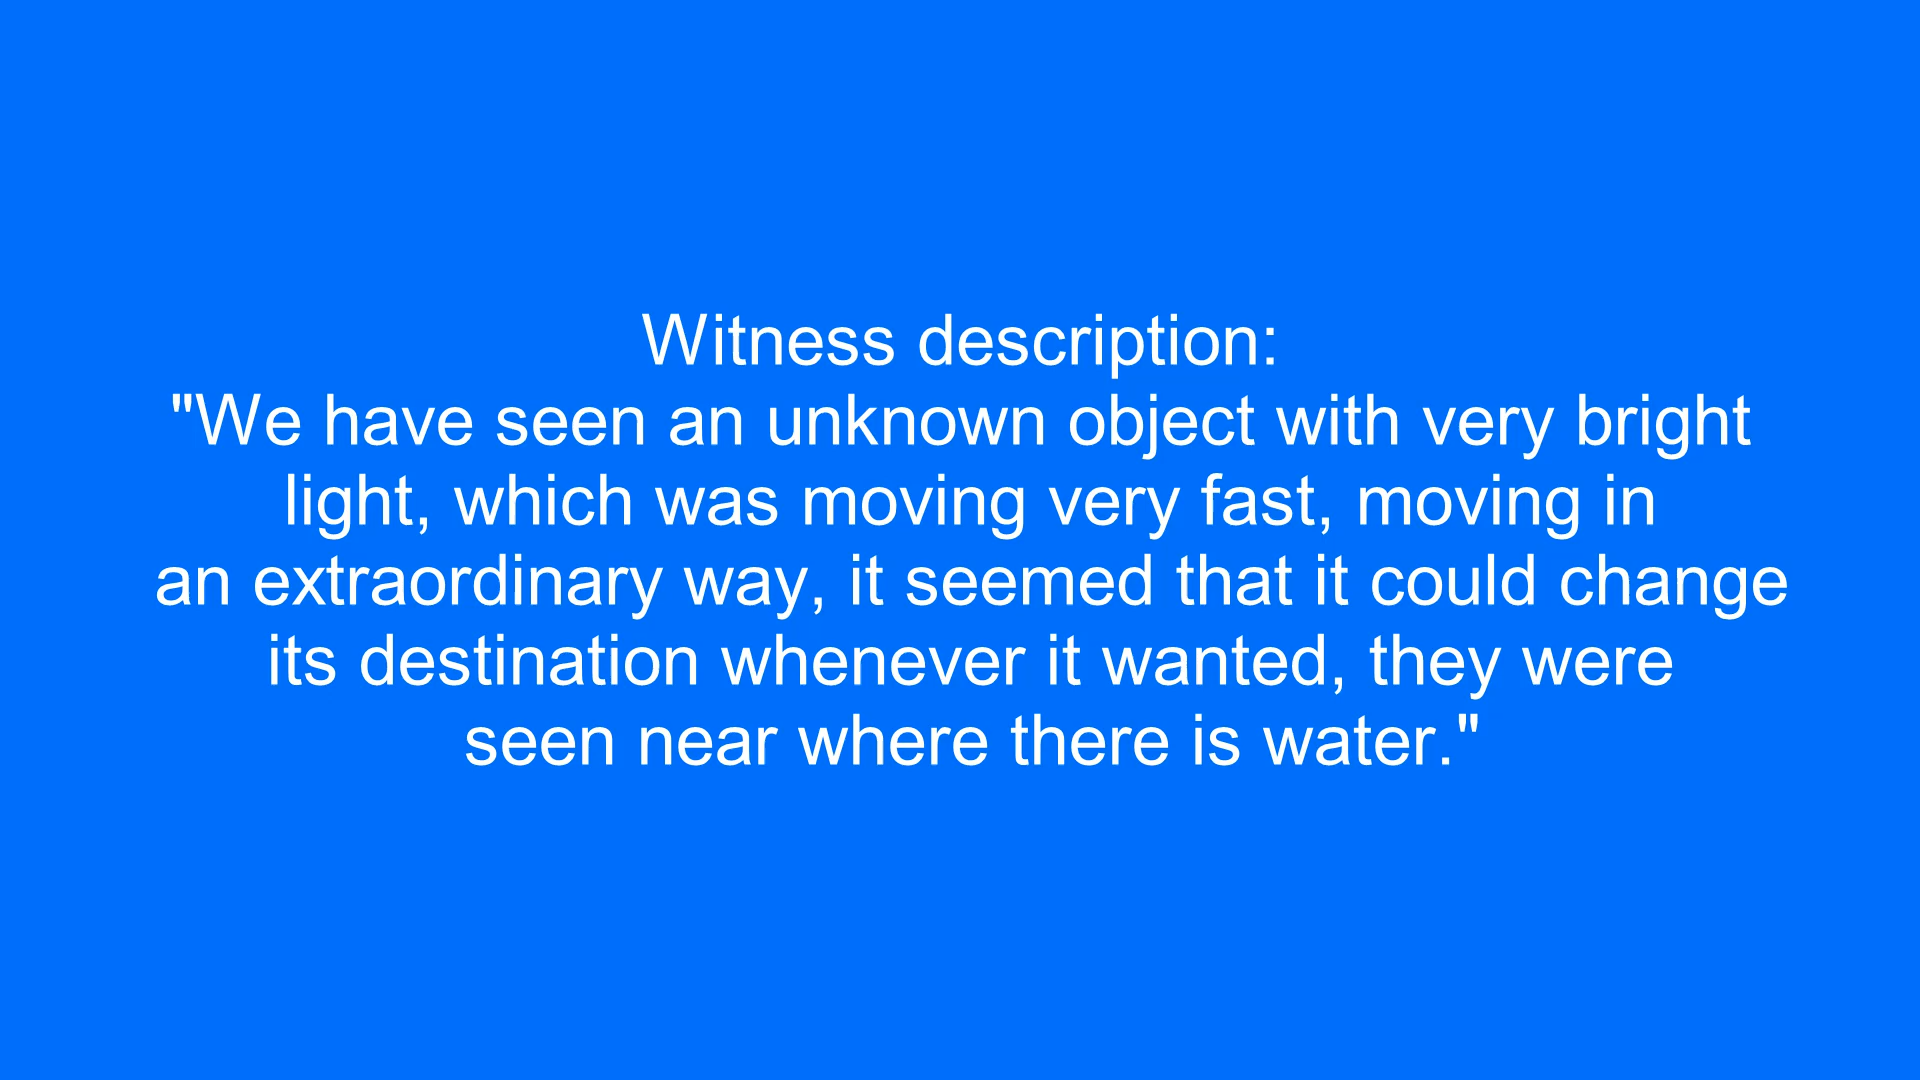 Witness description:
"We have seen an unknown object with very bright
light, which was moving very fast, moving in
an extraordinary way, it seemed that it could change
its destination whenever it wanted, they were
seen near where there is water."